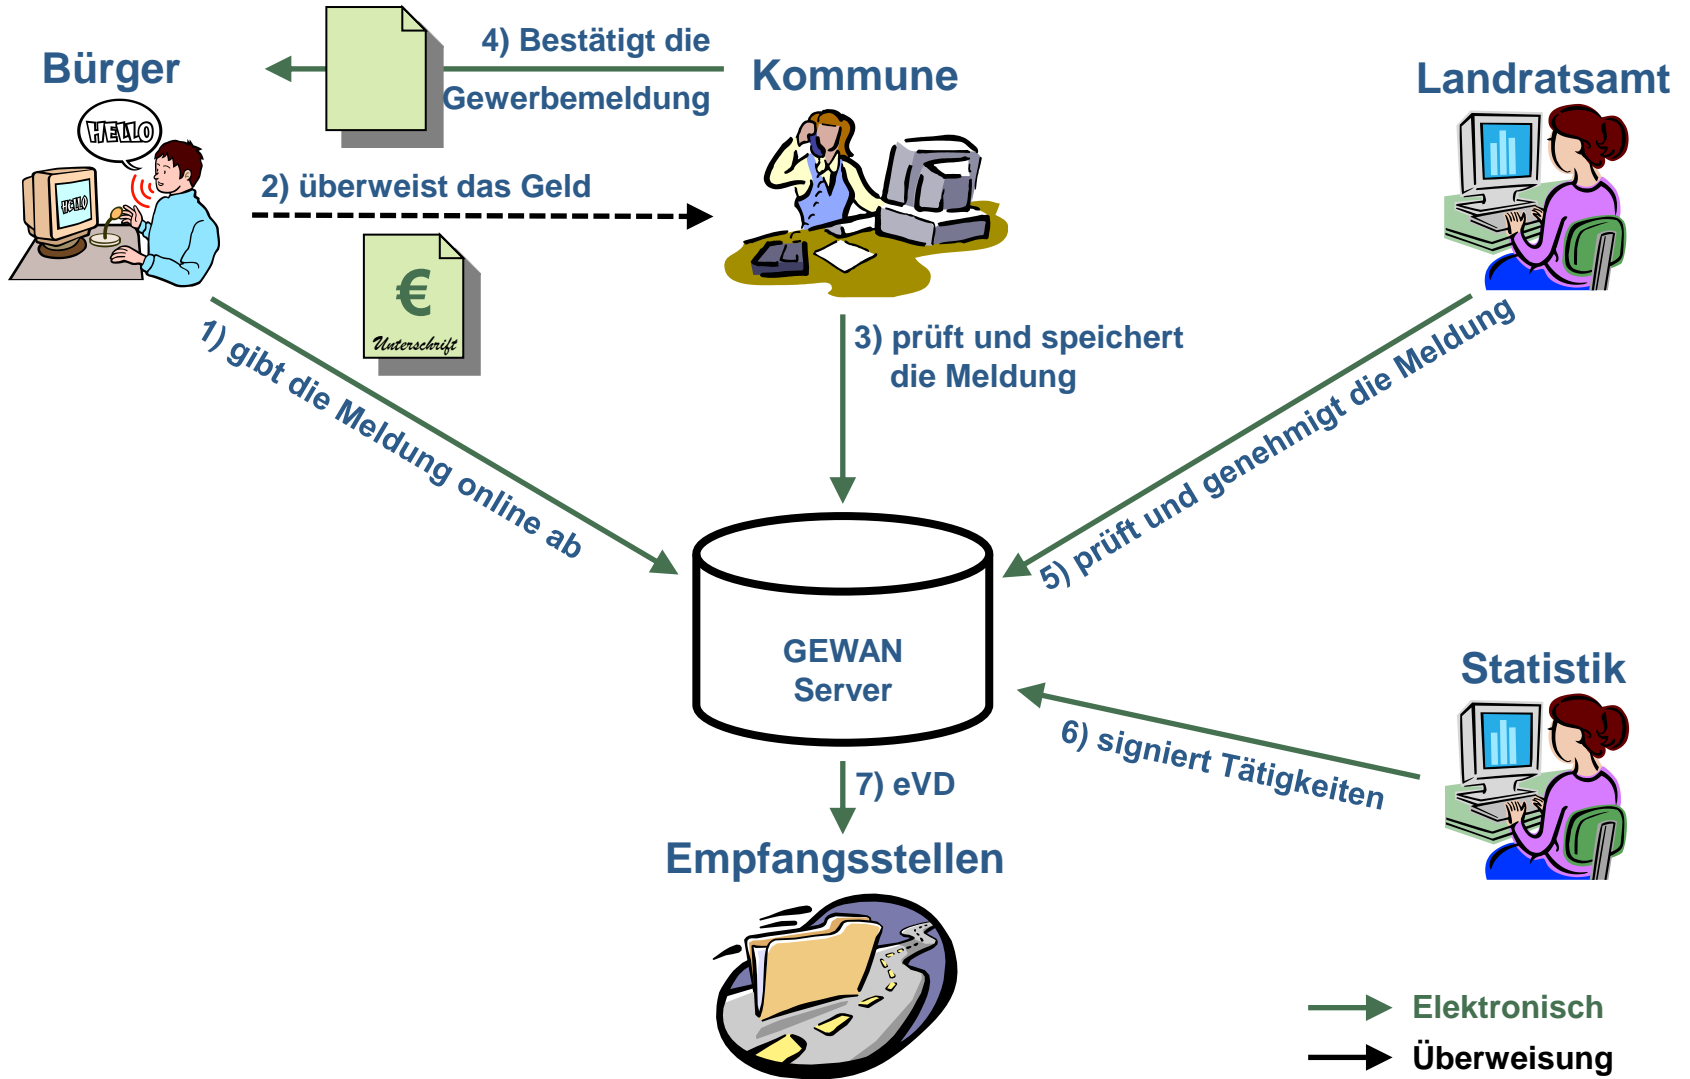 4) Bestätigt die
Gewerbemeldung
Bürger
Kommune
Landratsamt
HELLO
HELLO
2) überweist das Geld
€
Unterschrift
1) gibt die Meldung online ab
3) prüft und speichert
die Meldung
5) prüft und genehmigt die Meldung
GEWAN
Server
Statistik
6) signiert Tätigkeiten
7) eVD
Empfangsstellen
Elektronisch
Überweisung